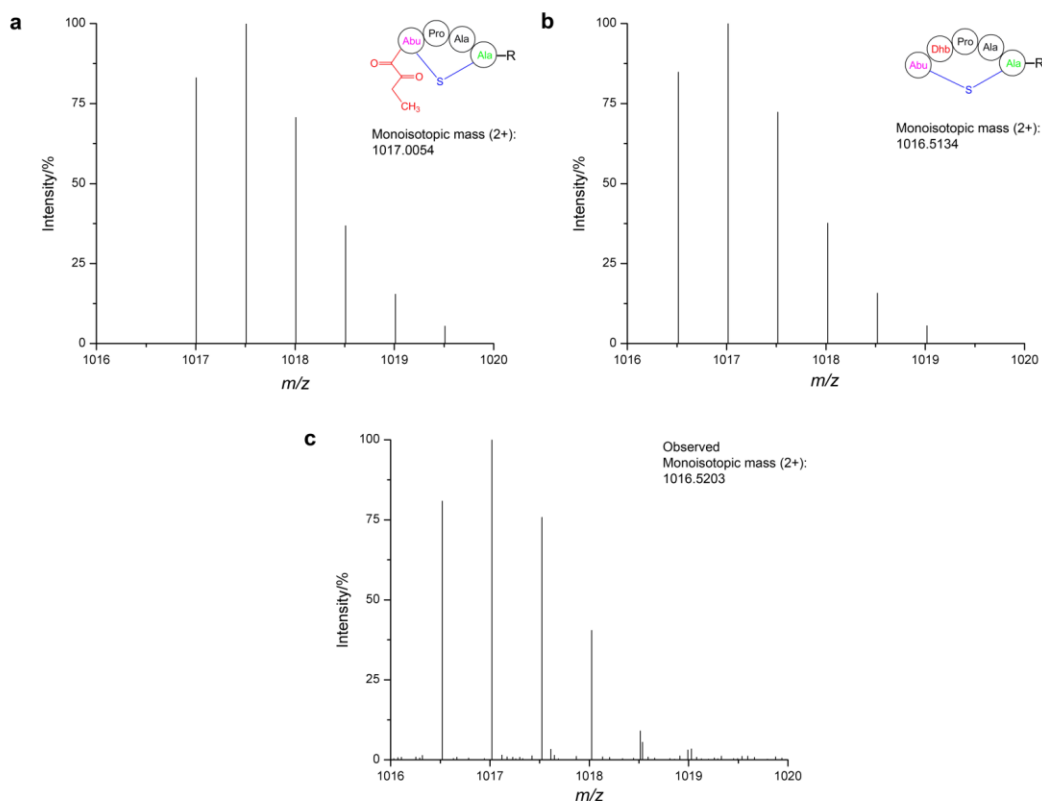 a
100
75
50
25
0
Intensity/%
1016
1017
1018
1019
1020
m/z
Abu
Pro
Ala
Ala
R
S
O
O
CH3
Monoisotopic mass (2+):
1017.0054
b
100
75
50
25
0
Intensity/%
1016
1017
1018
1019
1020
m/z
Abu
Dhb
Pro
Ala
Ala
R
S
Monoisotopic mass (2+):
1016.5134
c
100
75
50
25
0
Intensity/%
1016
1017
1018
1019
1020
m/z
Observed
Monoisotopic mass (2+):
1016.5203